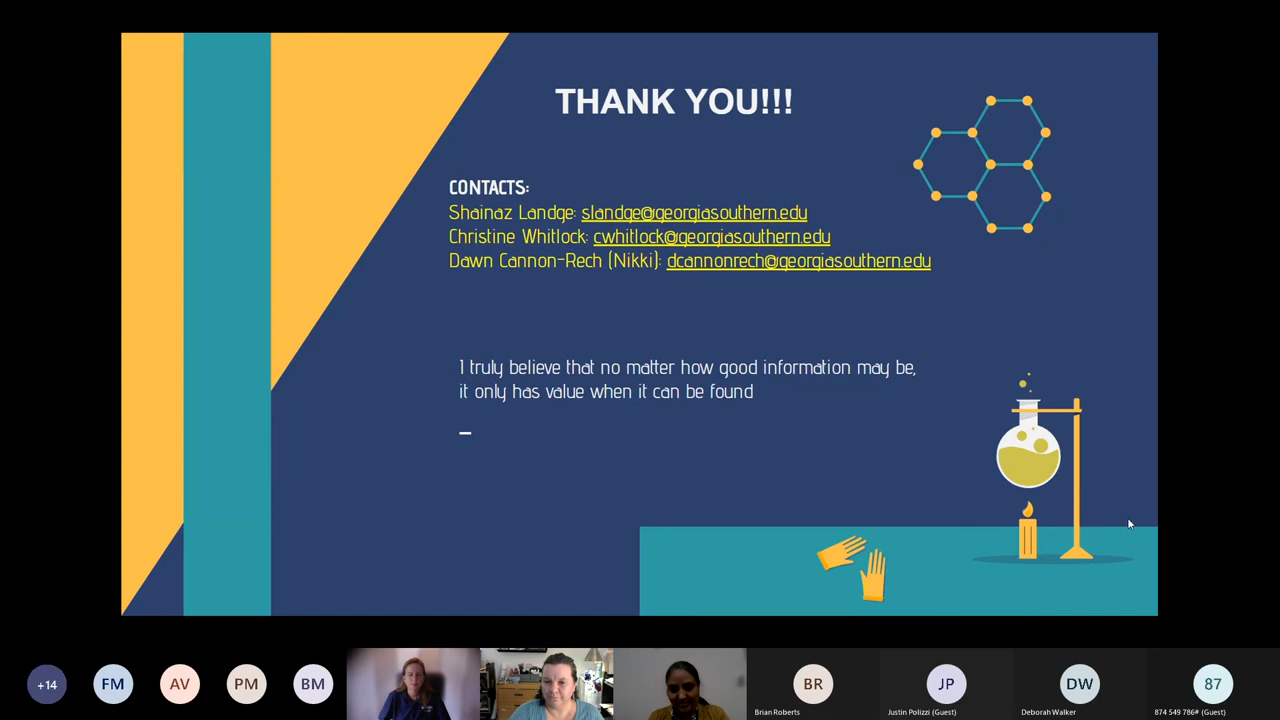 THANK YOU!!!
CONTACTS:
Shainaz Landge: slandge@georgiasouthern.edu
Christine Whitlock: cwhitlock@georgiasouthern.edu
Dawn Cannon-Rech (Nikki): dcannonrech@georgiasouthern.edu
I truly believe that no matter how good information may be,
it only has value when it can be found
–
+14
FM
AV
PM
BM
BR
JP
DW
87
Brian Roberts
Justin Polizzi (Guest)
Deborah Walker
874 549 786# (Guest)